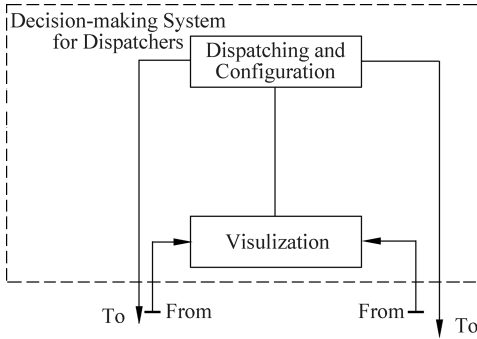 Decision-making System
for Dispatchers
Dispatching and
Configuration
Visulization
To
From
From
To